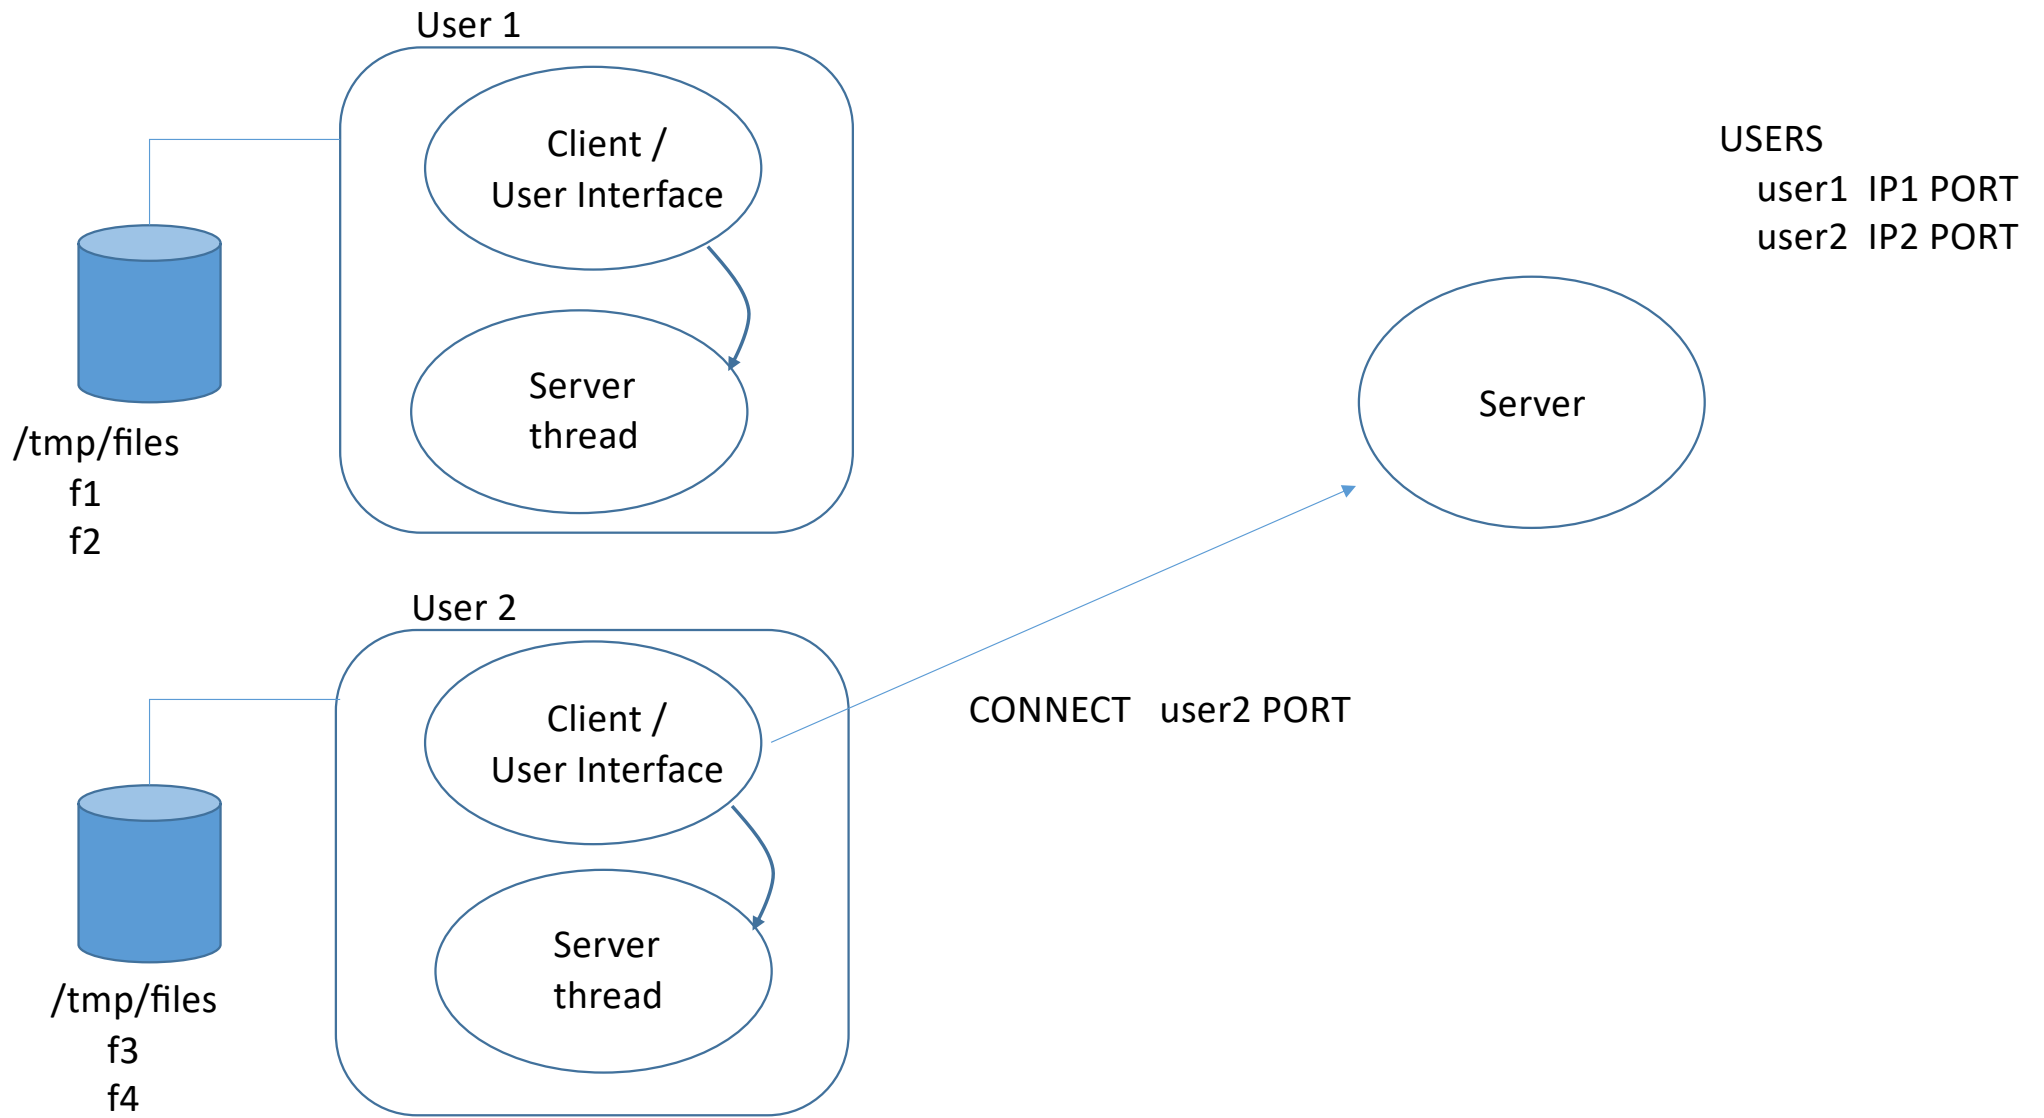 User 1
Client /
User Interface
Server
thread
/tmp/files
f1
f2
USERS
user1 IP1 PORT
user2 IP2 PORT
Server
User 2
Client /
User Interface
CONNECT user2 PORT
Server
thread
/tmp/files
f3
f4